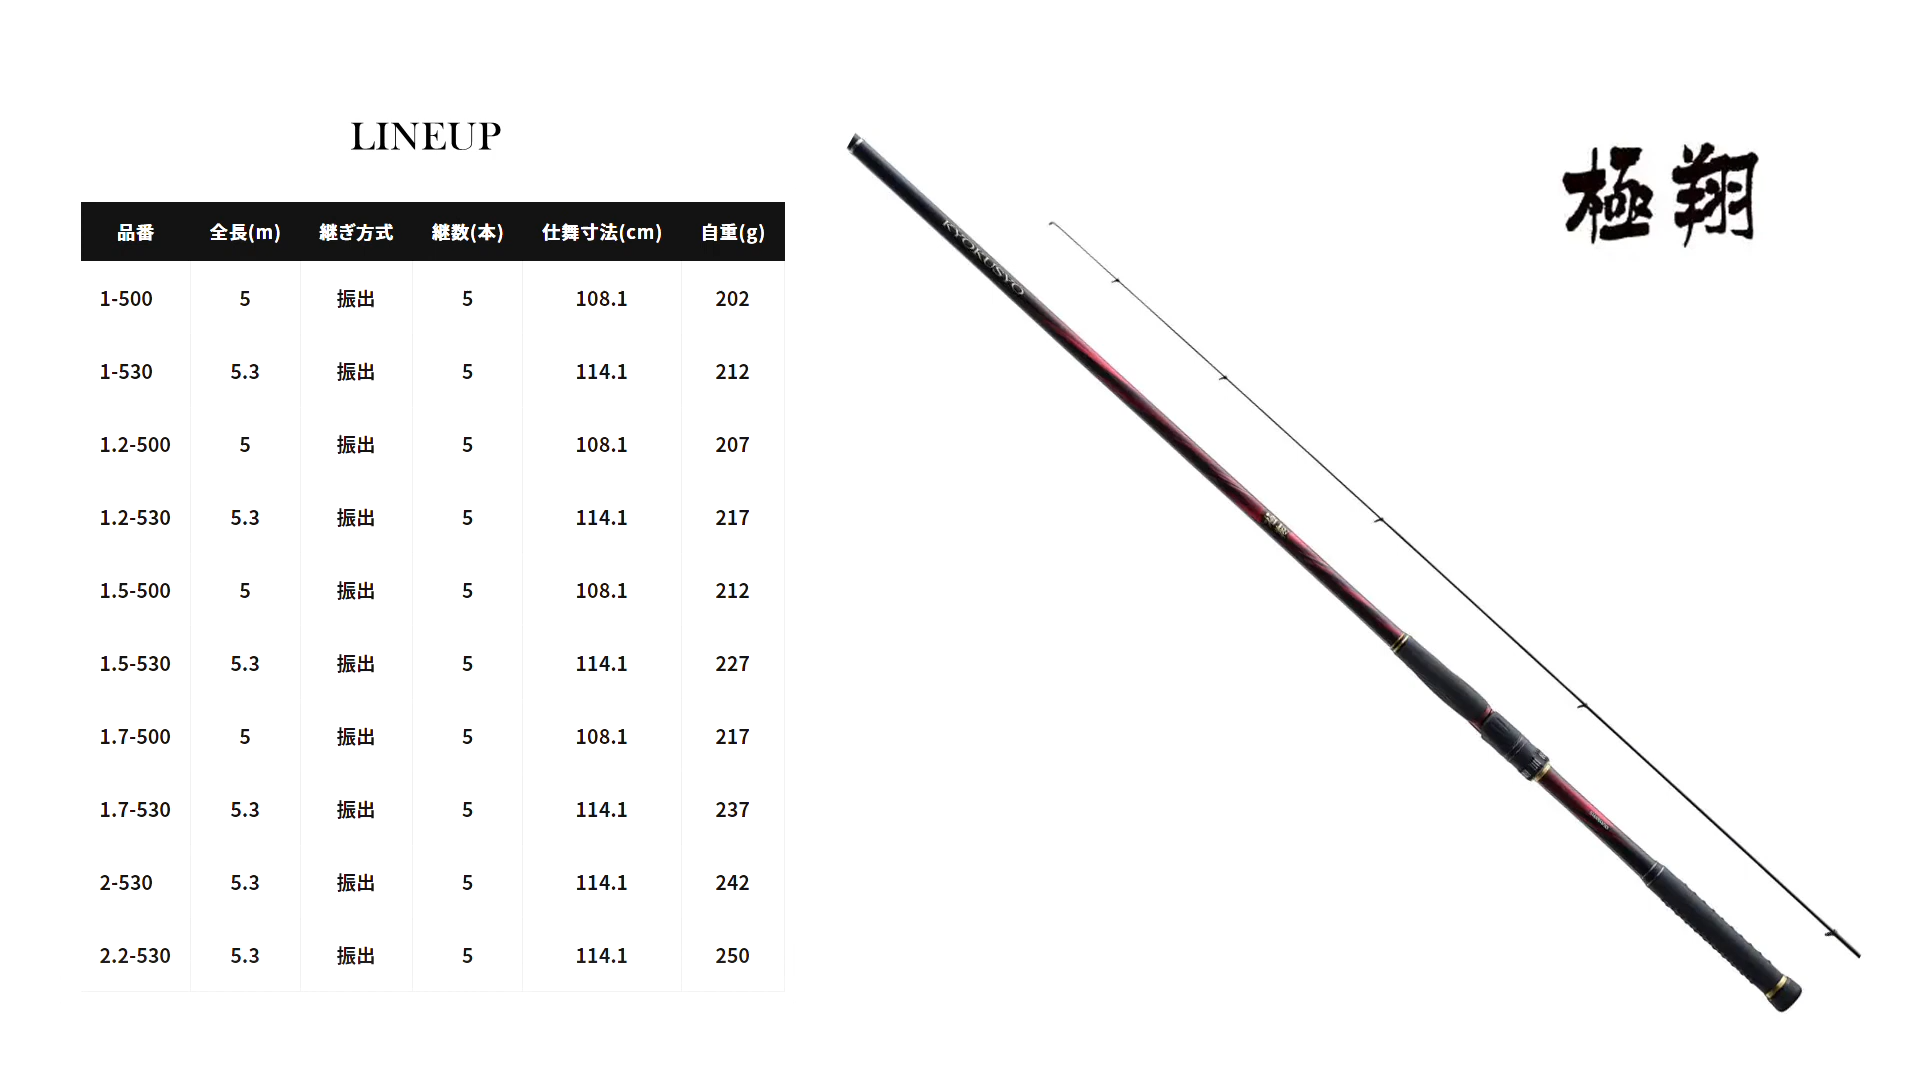 LINEUP
品番 全長(m) 継ぎ方式 継数(本) 仕舞寸法(cm) 自重(g)
1-500 5 振出 5 108.1 202
1-530 5.3 振出 5 114.1 212
1.2-500 5 振出 5 108.1 207
1.2-530 5.3 振出 5 114.1 217
1.5-500 5 振出 5 108.1 212
1.5-530 5.3 振出 5 114.1 227
1.7-500 5 振出 5 108.1 217
1.7-530 5.3 振出 5 114.1 237
2-530 5.3 振出 5 114.1 242
2.2-530 5.3 振出 5 114.1 250
極翔
KYOKUSYO